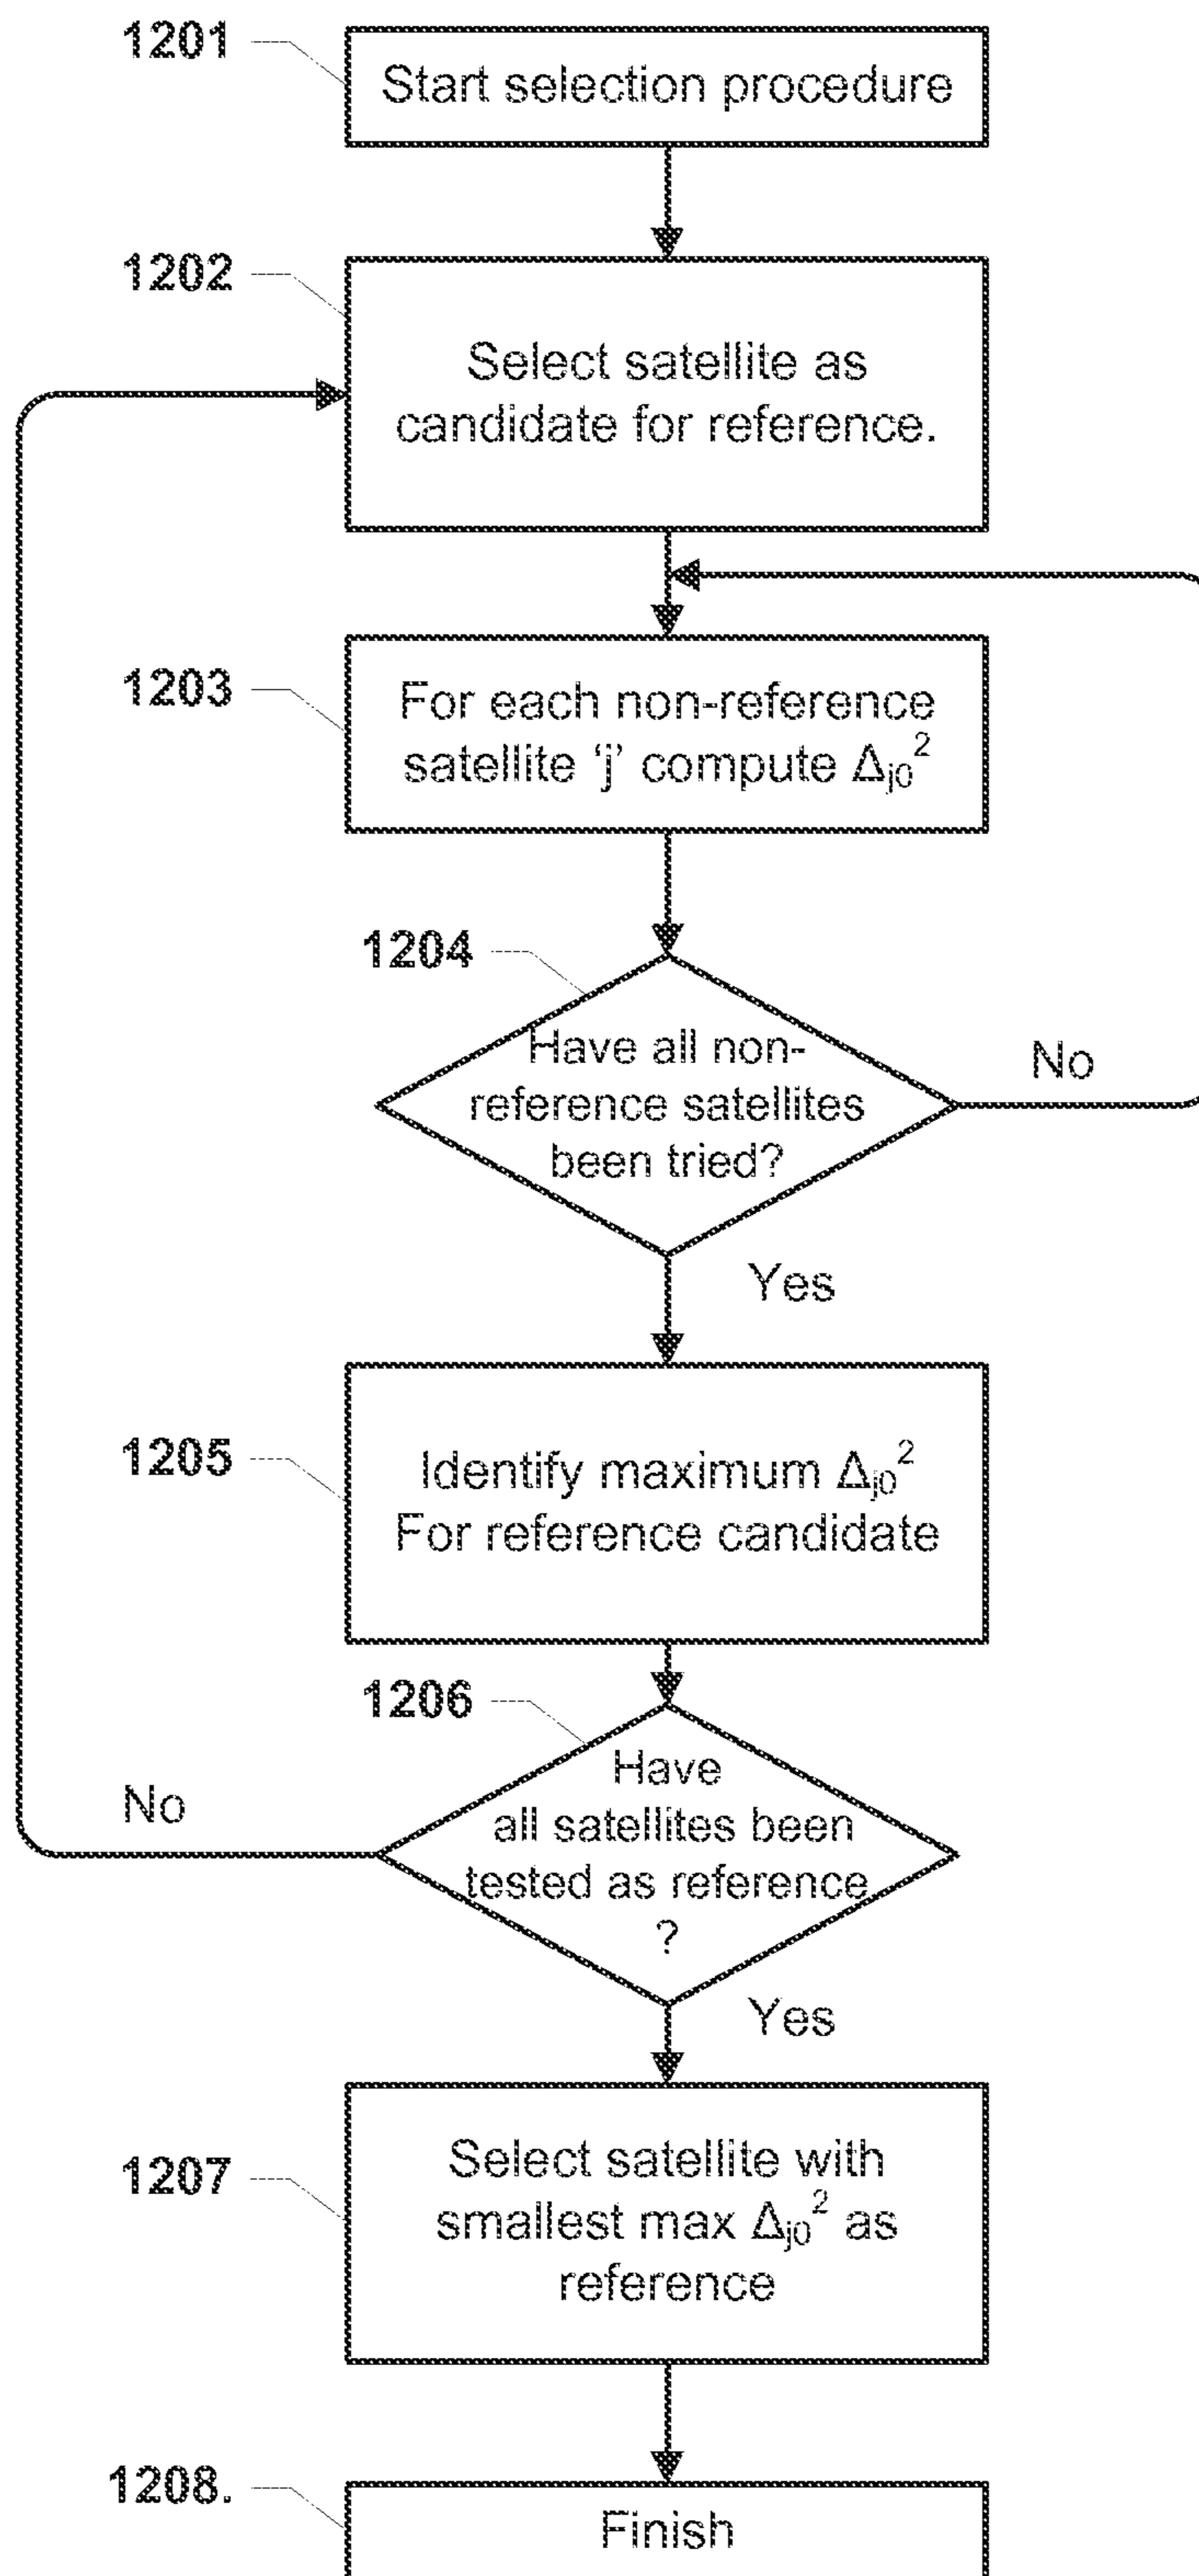 1201
Start selection procedure
1202
Select satellite as
candidate for reference.
1203
For each non-reference
satellite ‘j’ compute Δj0²
1204
Have all non-
reference satellites
been tried?
No
Yes
1205
Identify maximum Δj0²
For reference candidate
1206
Have
all satellites been
tested as reference
?
No
Yes
1207
Select satellite with
smallest max Δj0² as
reference
1208.
Finish